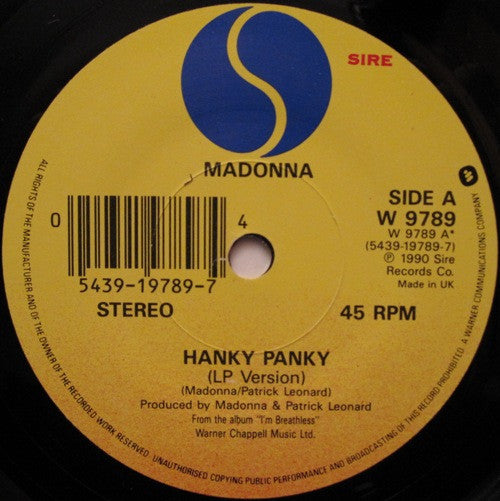 SIRE
MADONNA
0 4
5439-19789-7
STEREO
SIDE A
W 9789
W 9789 A*
(5439-19789-7)
℗ 1990 Sire
Records Co.
Made in UK
45 RPM
HANKY PANKY
(LP Version)
(Madonna/Patrick Leonard)
Produced by Madonna & Patrick Leonard
From the album "I'm Breathless"
Warner Chappell Music Ltd.
ALL RIGHTS OF THE MANUFACTURER AND OF THE OWNER OF THE RECORDED WORK RESERVED. UNAUTHORISED COPYING PUBLIC PERFORMANCE AND BROADCASTING OF THIS RECORD PROHIBITED. A WARNER COMMUNICATIONS COMPANY